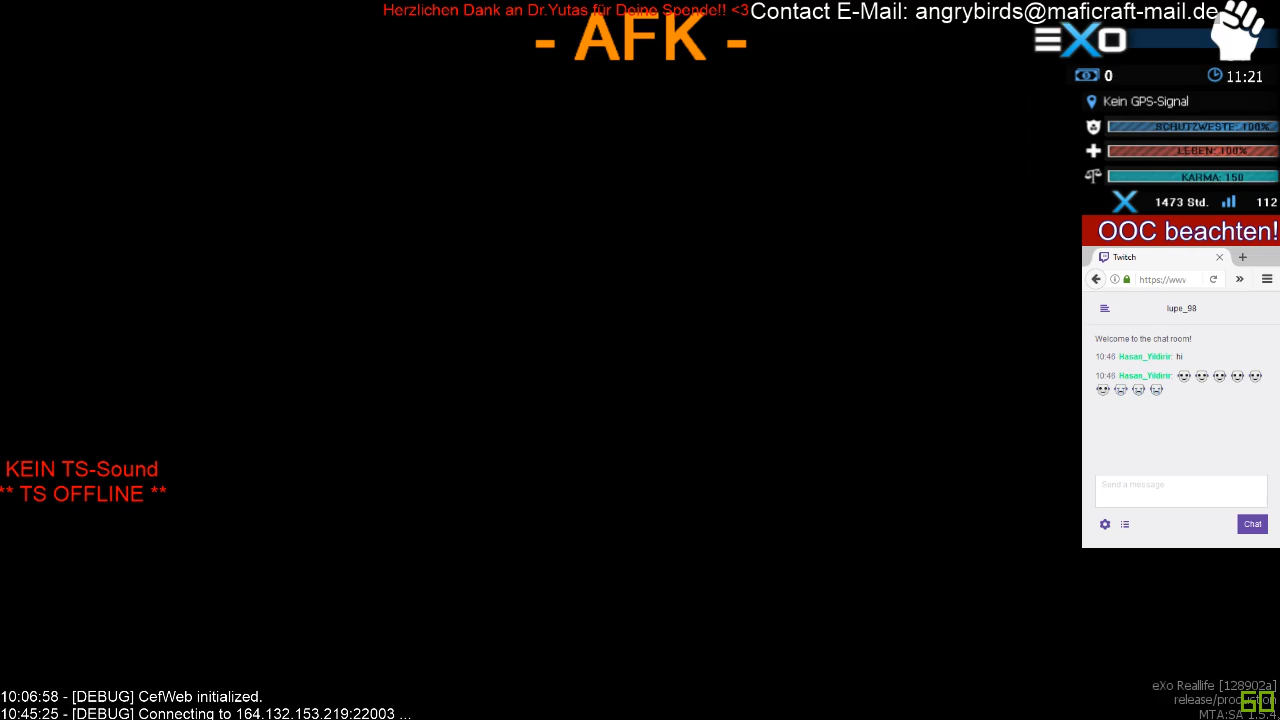 Herzlichen Dank an Dr.Yutas für Deine Spende!! <3
Contact E-Mail: angrybirds@maficraft-mail.de
- AFK -
eXo
0
11:21
Kein GPS-Signal
SCHUTZWESTE: 100%
LEBEN: 100%
KARMA: 150
1473 Std.
112
OOC beachten!
Twitch
https://www
lupe_98
Welcome to the chat room!
10:46 Hasan_Yildirir: hi
10:46 Hasan_Yildirir:
KEIN TS-Sound
** TS OFFLINE **
Send a message
Chat
10:06:58 - [DEBUG] CefWeb initialized.
10:45:25 - [DEBUG] Connecting to 164.132.153.219:22003 ...
eXo Reallife [128902a]
release/production
MTA:SA 1.5.4
60